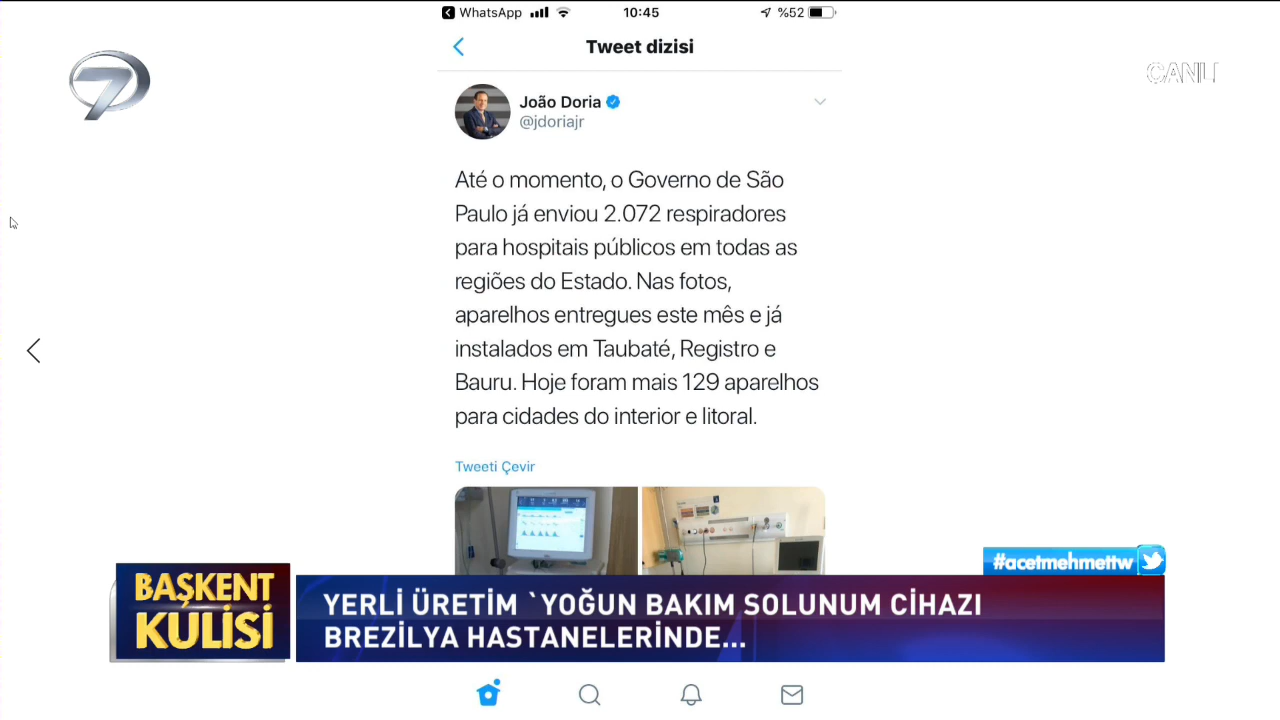 WhatsApp 10:45 %52
Tweet dizisi
7
CANLI
João Doria
@jdoriajr
Até o momento, o Governo de São
Paulo já enviou 2.072 respiradores
para hospitais públicos em todas as
regiões do Estado. Nas fotos,
aparelhos entregues este mês e já
instalados em Taubaté, Registro e
Bauru. Hoje foram mais 129 aparelhos
para cidades do interior e litoral.
Tweeti Çevir
#acetmehmettw
BAŞKENT
KULİSİ
YERLİ ÜRETİM `YOĞUN BAKIM SOLUNUM CİHAZI
BREZİLYA HASTANELERİNDE...